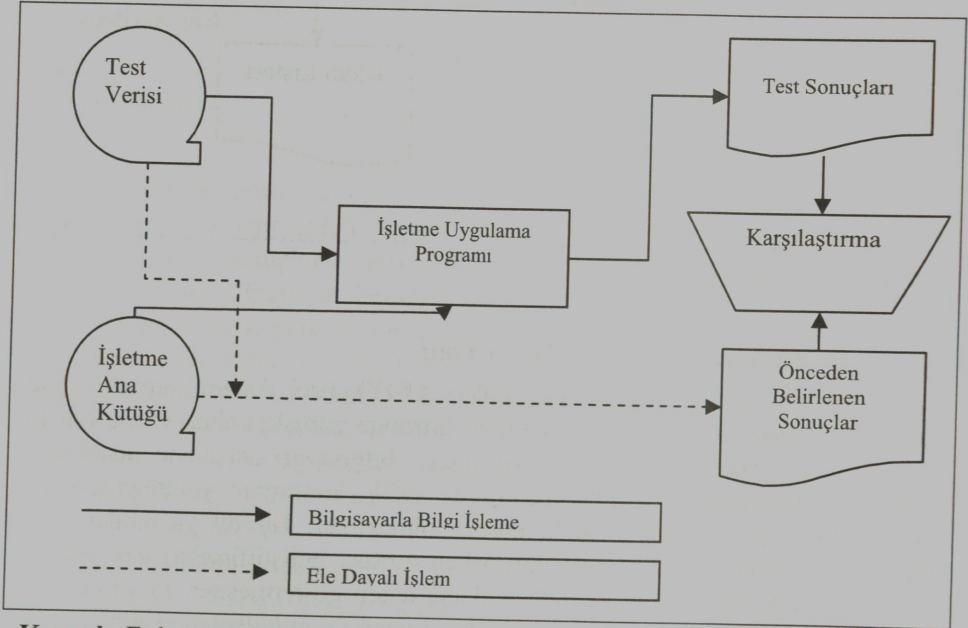 Test
Verisi
Test Sonuçları
İşletme Uygulama
Programı
Karşılaştırma
İşletme
Ana
Kütüğü
Önceden
Belirlenen
Sonuçlar
Bilgisayarla Bilgi İşleme
Ele Dayalı İşlem